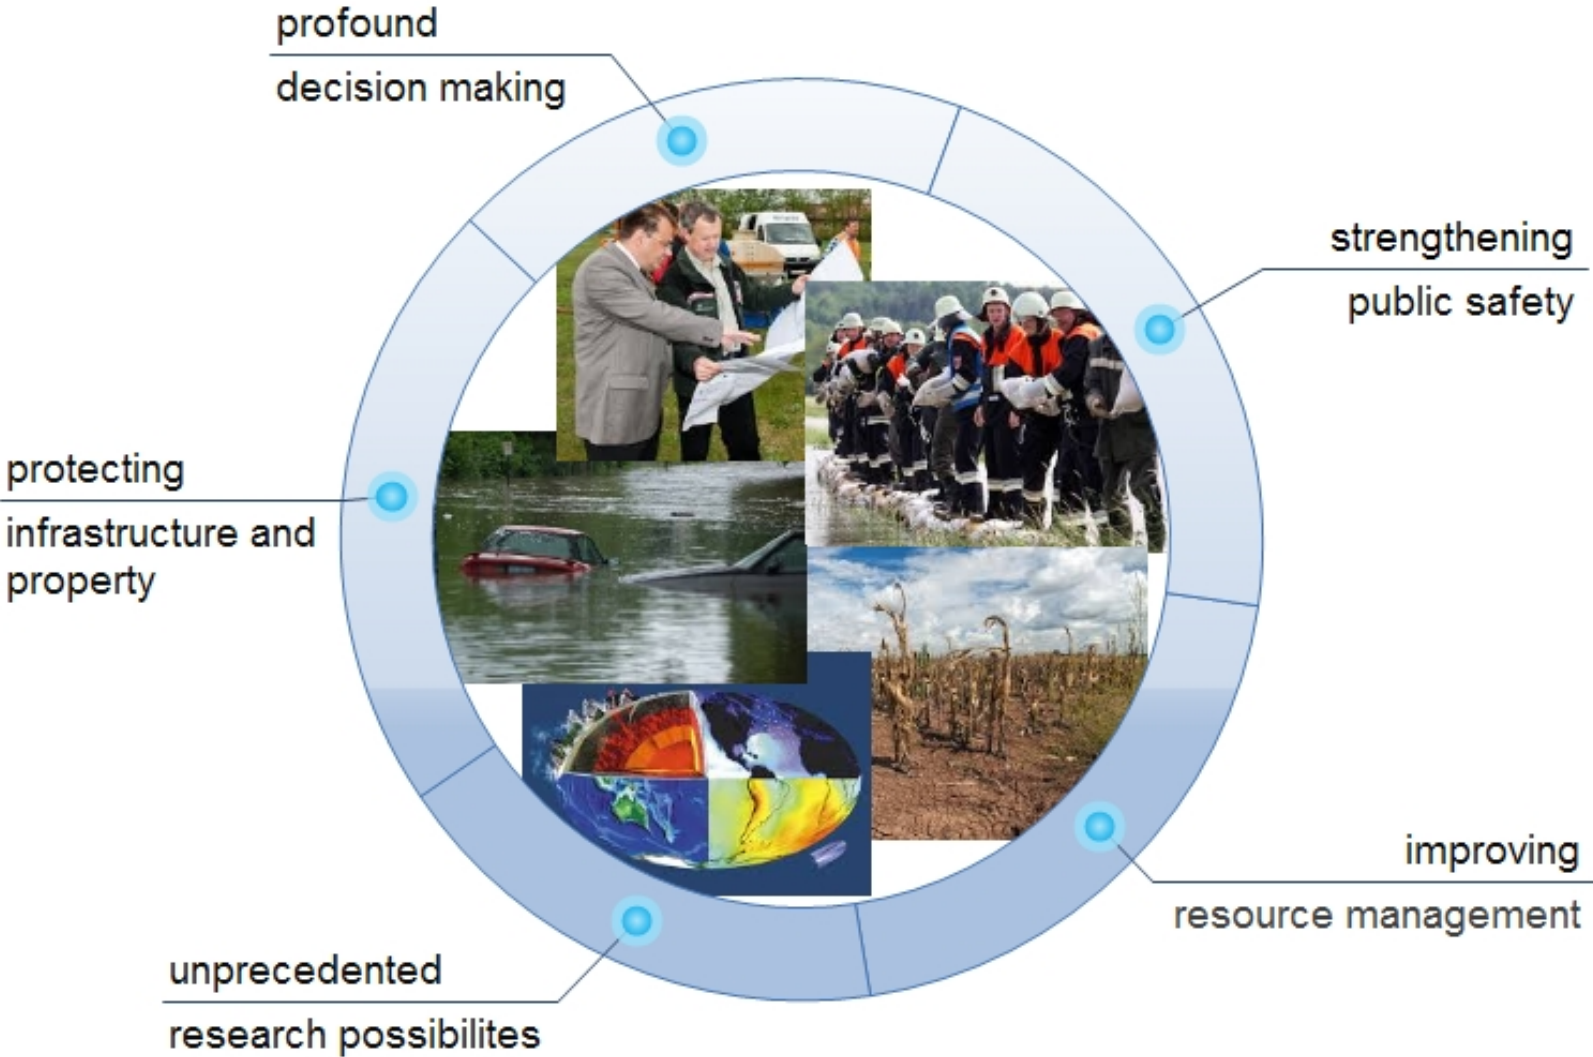 profound
decision making
strengthening
public safety
protecting
infrastructure and
property
improving
resource management
unprecedented
research possibilites